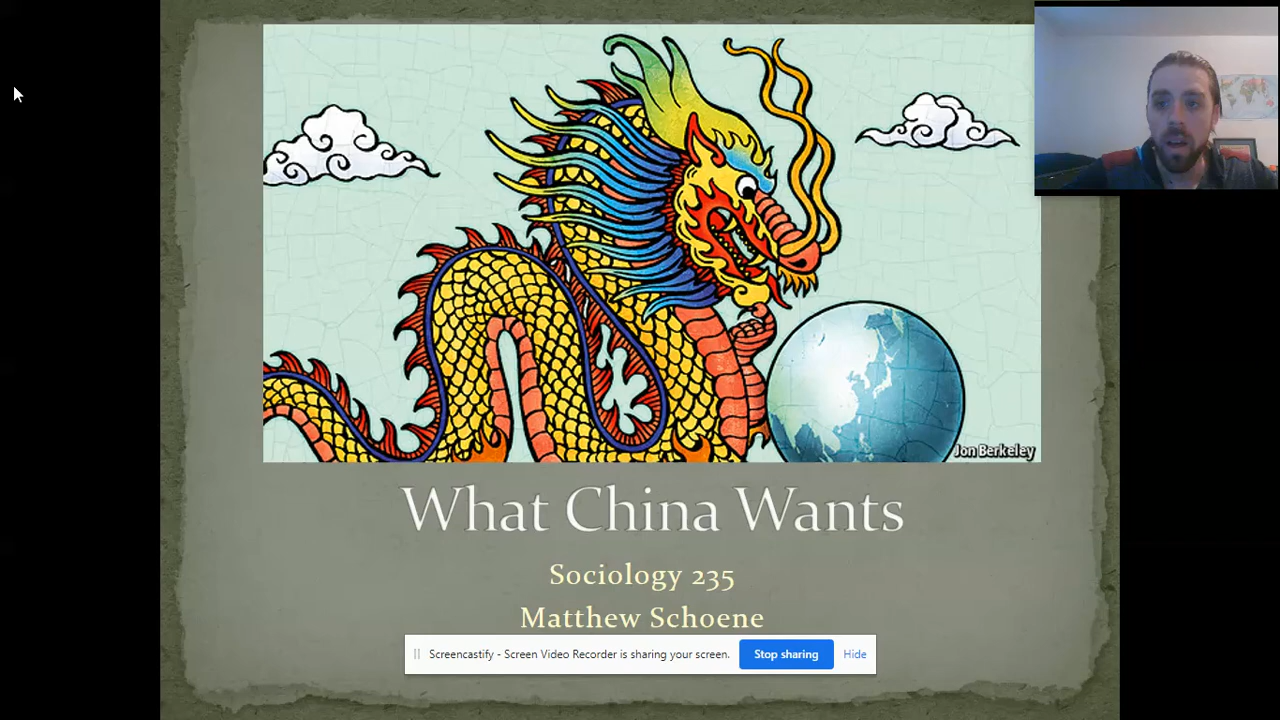 Jon Berkeley
What China Wants
Sociology 235
Matthew Schoene
Screencastify - Screen Video Recorder is sharing your screen.
Stop sharing
Hide